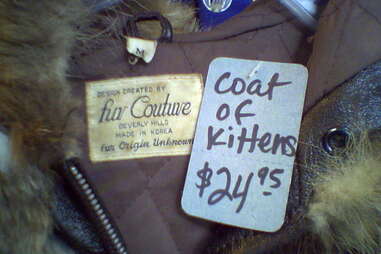 M
DESIGN CREATED BY
fur Couture
BEVERLY HILLS
MADE IN KOREA
Fur Origin Unknown
Coat
of
Kittens
$24.95